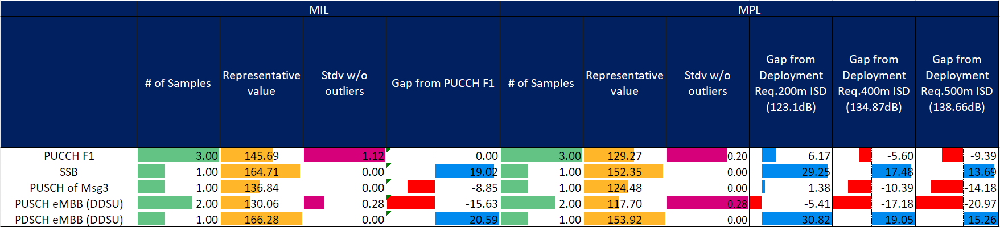 MIL MPL
# of Samples Representative value Stdv w/o outliers Gap from PUCCH F1 # of Samples Representative value Stdv w/o outliers Gap from Deployment Req.200m ISD (123.1dB) Gap from Deployment Req.400m ISD (134.87dB) Gap from Deployment Req.500m ISD (138.66dB)
PUCCH F1 3.00 145.69 1.12 0.00 3.00 129.27 0.20 6.17 -5.60 -9.39
SSB 1.00 164.71 0.00 19.02 1.00 152.35 0.00 29.25 17.48 13.69
PUSCH of Msg3 1.00 136.84 0.00 -8.85 1.00 124.48 0.00 1.38 -10.39 -14.18
PUSCH eMBB (DDSU) 2.00 130.06 0.28 -15.63 2.00 117.70 0.28 -5.41 -17.18 -20.97
PDSCH eMBB (DDSU) 1.00 166.28 0.00 20.59 1.00 153.92 0.00 30.82 19.05 15.26